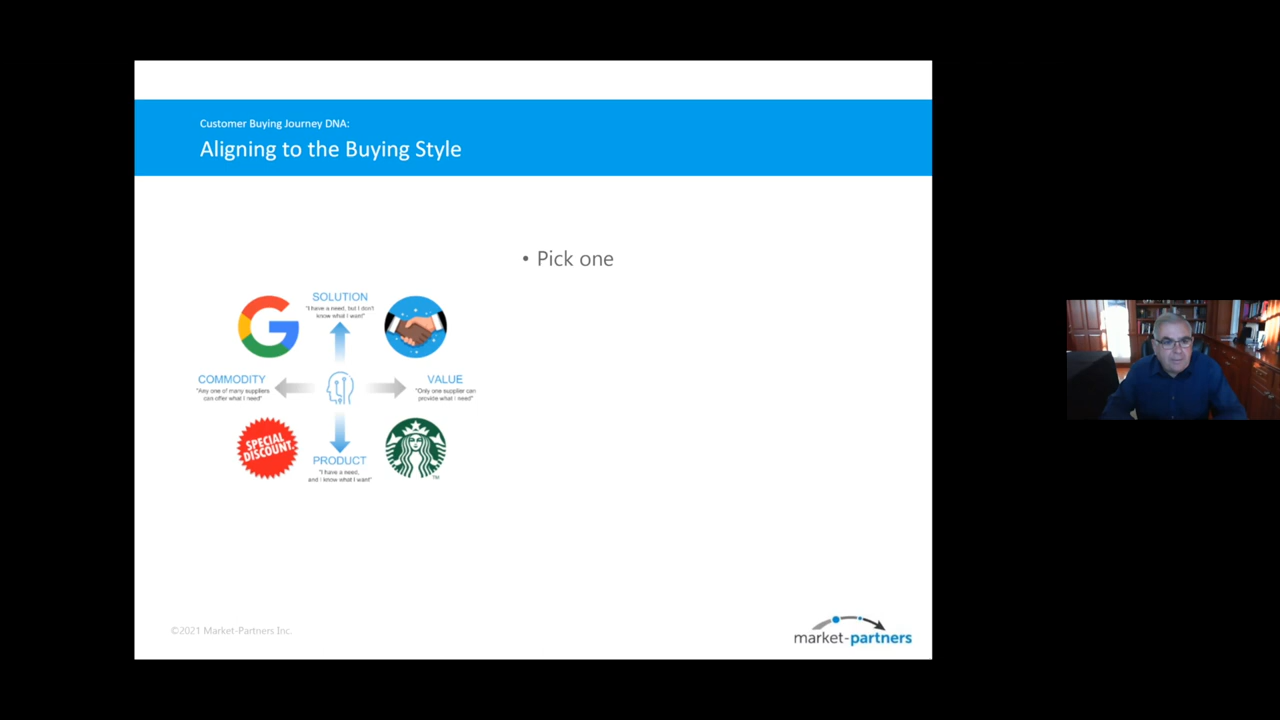 Customer Buying Journey DNA:
Aligning to the Buying Style
• Pick one
SOLUTION
"I have a need, but I don't
know what I want"
COMMODITY
"Any one of many suppliers
can offer what I need"
VALUE
"Only one supplier can
provide what I need"
SPECIAL
DISCOUNT
PRODUCT
"I have a need,
and I know what I want"
TM
©2021 Market-Partners Inc.
market-partners